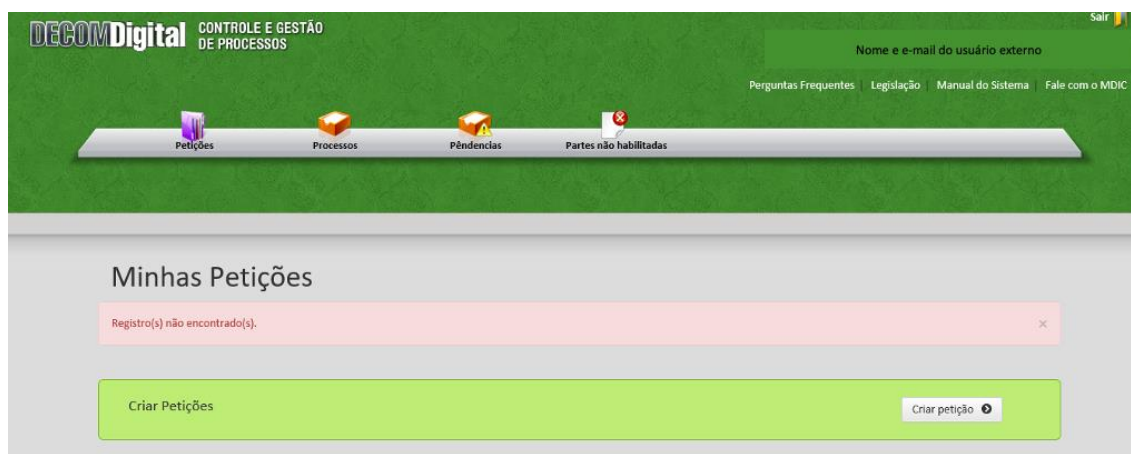 DECOMDigital CONTROLE E GESTÃO
DE PROCESSOS
Sair
Nome e e-mail do usuário externo
Perguntas Frequentes | Legislação | Manual do Sistema | Fale com o MDIC
Petições Processos Pêndencias Partes não habilitadas
Minhas Petições
Registro(s) não encontrado(s). ×
Criar Petições Criar petição